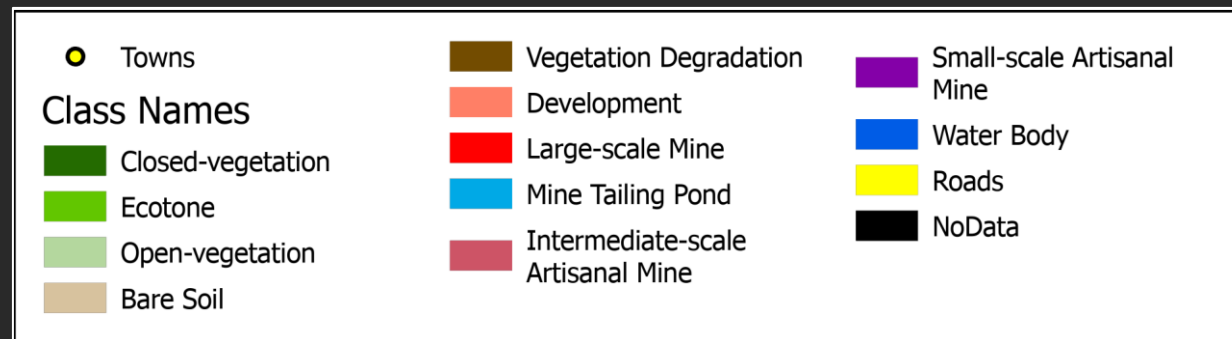 Towns
Class Names
Closed-vegetation
Ecotone
Open-vegetation
Bare Soil
Vegetation Degradation
Development
Large-scale Mine
Mine Tailing Pond
Intermediate-scale
Artisanal Mine
Small-scale Artisanal
Mine
Water Body
Roads
NoData